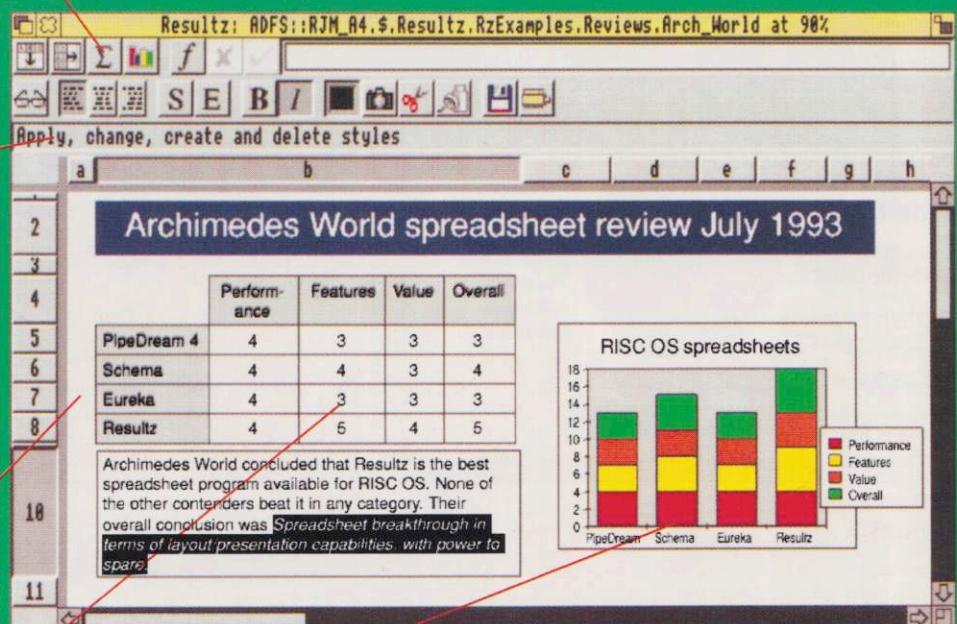 Resultz: ADFS::RJM_A4.$.Resultz.RzExamples.Reviews.Arch_World at 90%
Σ f
S E B I
Apply, change, create and delete styles
a b c d e f g h
2 Archimedes World spreadsheet review July 1993
3
4 Perform-ance Features Value Overall
5 PipeDream 4 4 3 3 3
6 Schema 4 4 3 4
7 Eureka 4 3 3 3
8 Resultz 4 5 4 5
RISC OS spreadsheets
18
16
14
12
10
8
6
4
2
0
PipeDream Schema Eureka Resultz
Performance
Features
Value
Overall
10
Archimedes World concluded that Resultz is the best
spreadsheet program available for RISC OS. None of
the other contenders beat it in any category. Their
overall conclusion was Spreadsheet breakthrough in
terms of layout/presentation capabilities, with power to
spare.
11